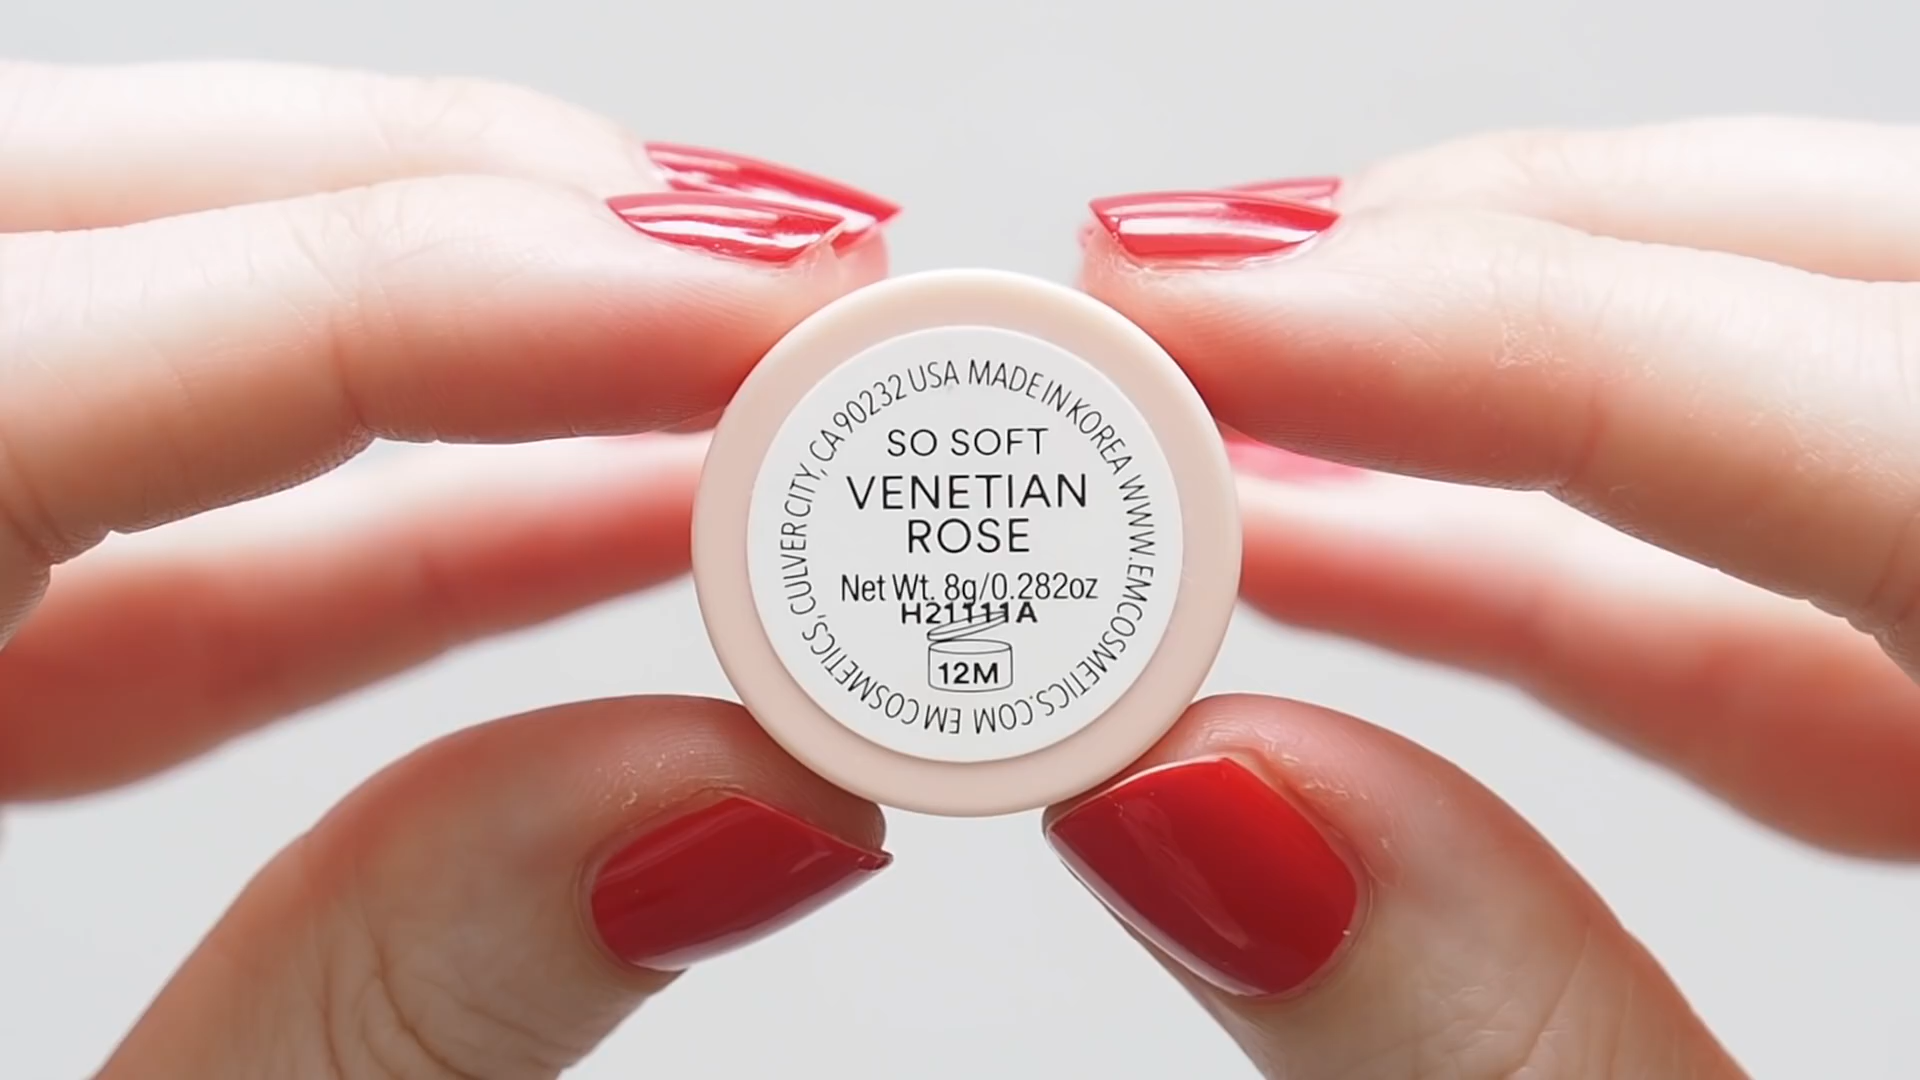 SO SOFT
VENETIAN
ROSE
Net Wt. 8g/0.282oz
H21111A
12M
EM COSMETICS, CULVER CITY, CA 90232 USA MADE IN KOREA WWW.EMCOSMETICS.COM